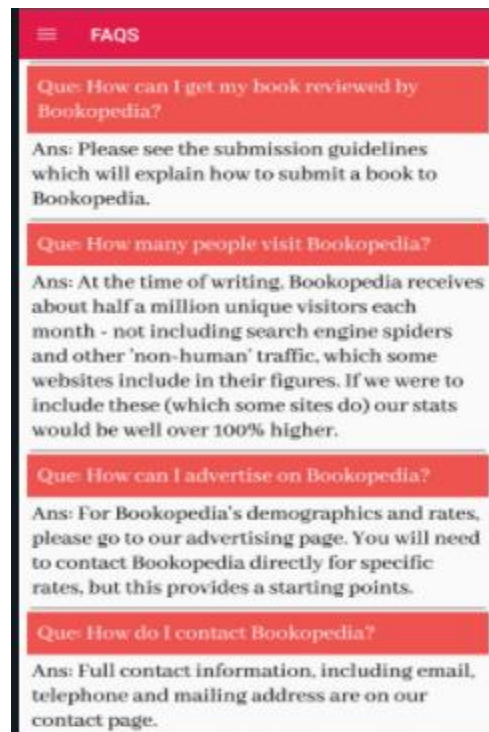 FAQS
Que: How can I get my book reviewed by
Bookopedia?
Ans: Please see the submission guidelines
which will explain how to submit a book to
Bookopedia.
Que: How many people visit Bookopedia?
Ans: At the time of writing, Bookopedia receives
about half a million unique visitors each
month - not including search engine spiders
and other 'non-human' traffic, which some
websites include in their figures. If we were to
include these (which some sites do) our stats
would be well over 100% higher.
Que: How can I advertise on Bookopedia?
Ans: For Bookopedia's demographics and rates,
please go to our advertising page. You will need
to contact Bookopedia directly for specific
rates, but this provides a starting points.
Que: How do I contact Bookopedia?
Ans: Full contact information, including email,
telephone and mailing address are on our
contact page.